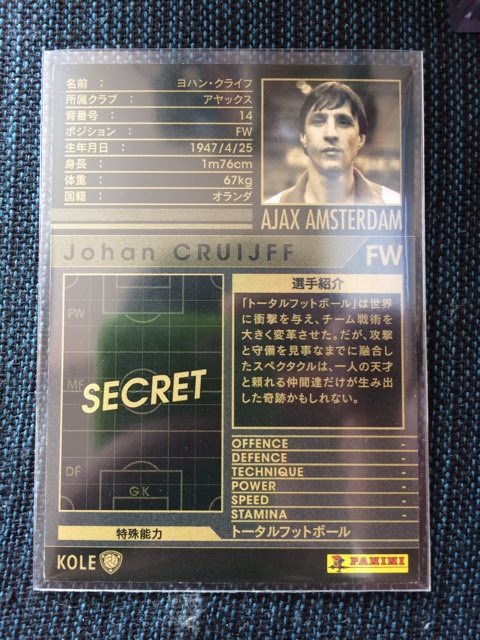 名前 : ヨハン・クライフ
所属クラブ : アヤックス
背番号 : 14
ポジション : FW
生年月日 : 1947/4/25
身長 : 1m76cm
体重 : 67kg
国籍 : オランダ
AJAX AMSTERDAM
Johan CRUIJFF FW
選手紹介
「トータルフットボール」は世界
に衝撃を与え、チーム戦術を
大きく変革させた。だが、攻撃
と守備を見事なまでに融合し
たスペクタクルは、一人の天才
と頼れる仲間達だけが生み出
した奇跡かもしれない。
FW
MF
SECRET
DF
GK
OFFENCE -
DEFENCE -
TECHNIQUE -
POWER -
SPEED -
STAMINA -
特殊能力 トータルフットボール
KOLE
PANINI